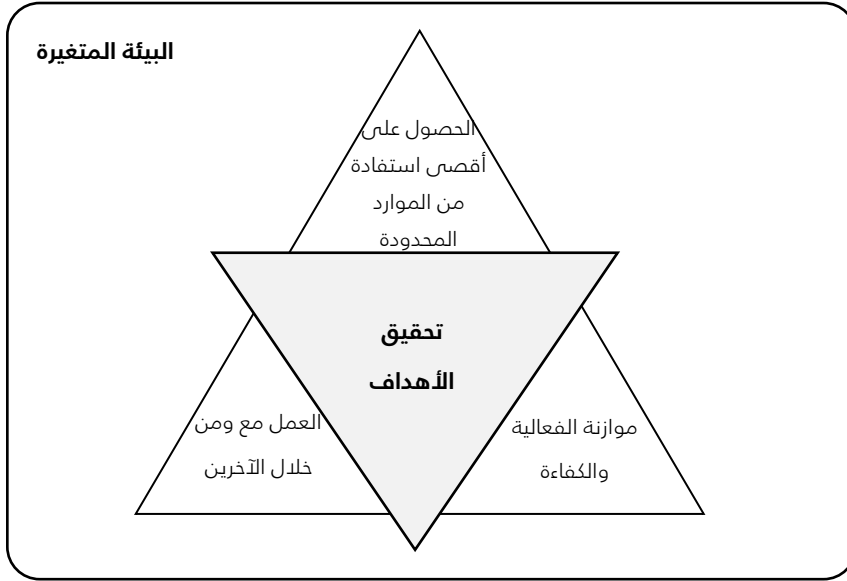 البيئة المتغيرة
الحصول على
أقصى استفادة
من الموارد
المحدودة
تحقيق
الأهداف
موازنة الفعالية
والكفاءة
العمل مع ومن
خلال الآخرين